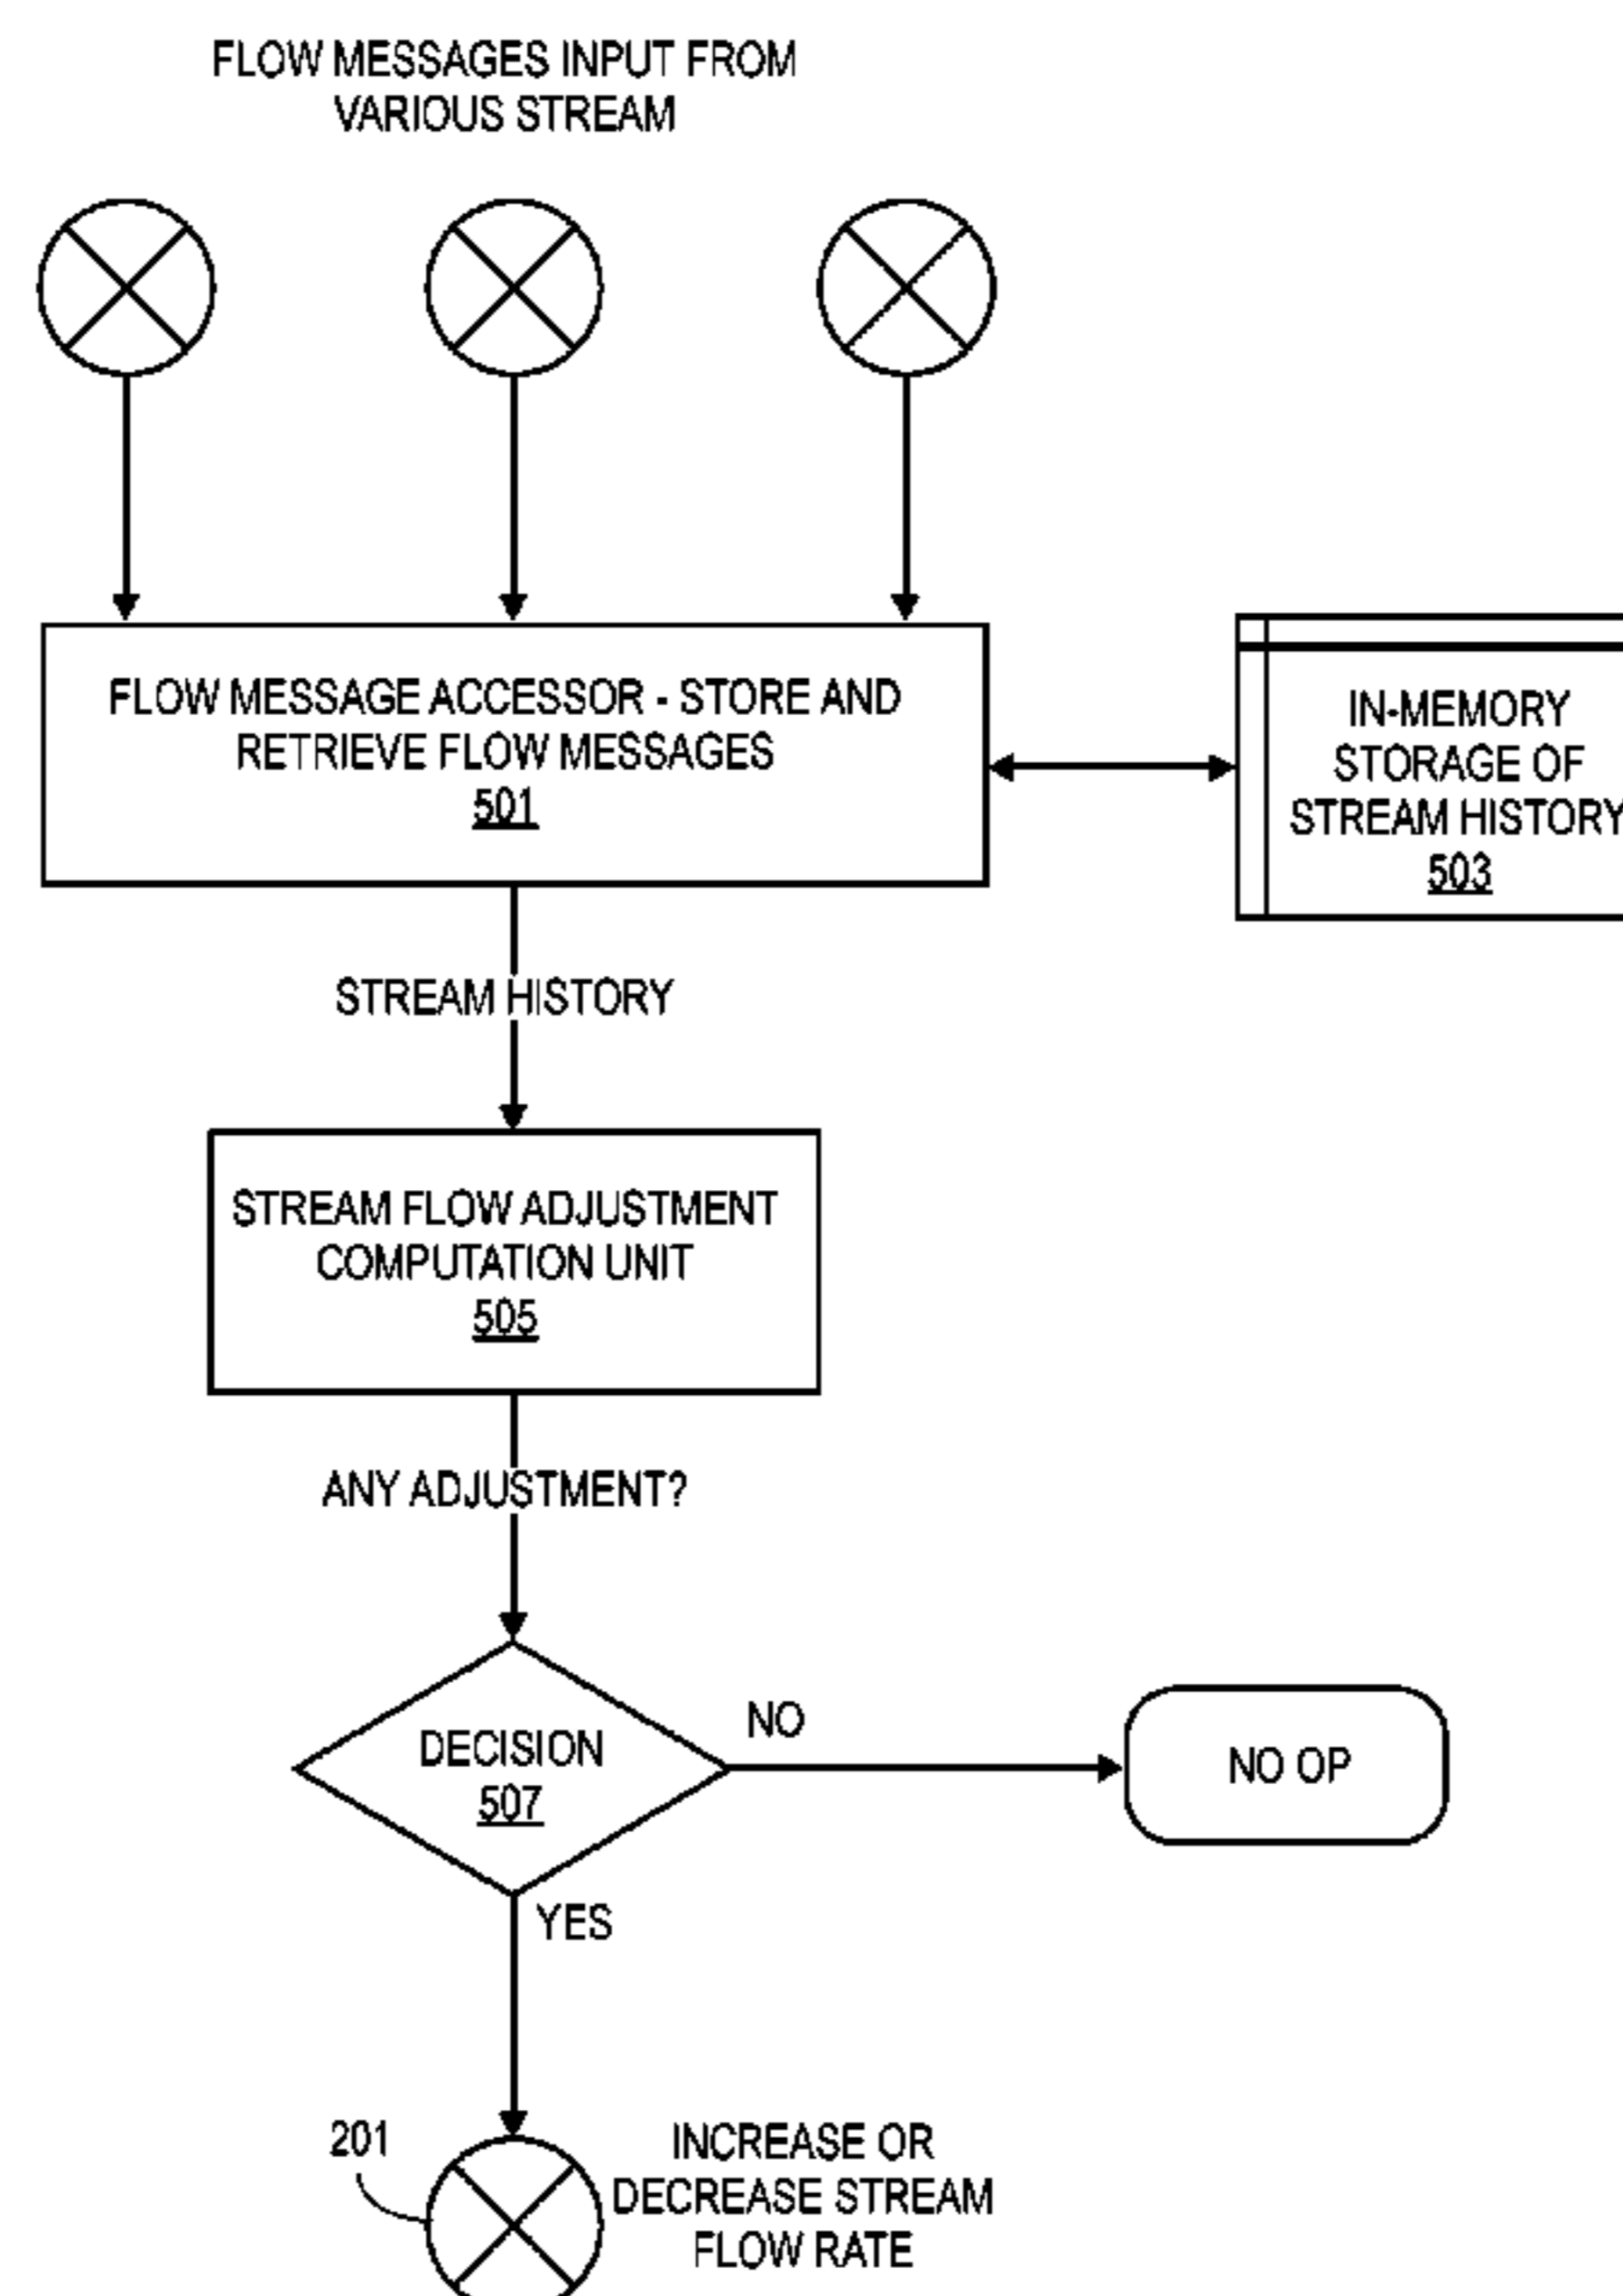 FLOW MESSAGES INPUT FROM
VARIOUS STREAM
FLOW MESSAGE ACCESSOR - STORE AND
RETRIEVE FLOW MESSAGES
501
IN-MEMORY
STORAGE OF
STREAM HISTORY
503
STREAM HISTORY
STREAM FLOW ADJUSTMENT
COMPUTATION UNIT
505
ANY ADJUSTMENT?
DECISION
507
NO
NO OP
YES
201
INCREASE OR
DECREASE STREAM
FLOW RATE